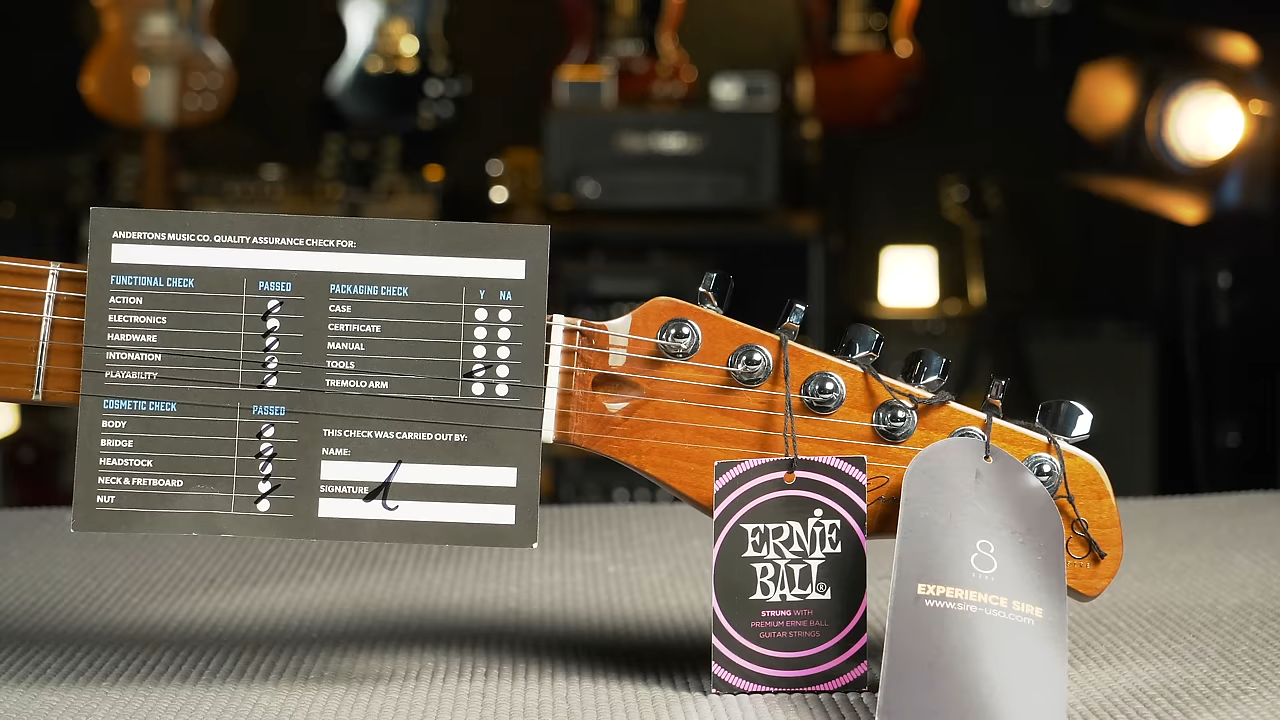 ANDERTONS MUSIC CO. QUALITY ASSURANCE CHECK FOR:
FUNCTIONAL CHECK PASSED
ACTION
ELECTRONICS
HARDWARE
INTONATION
PLAYABILITY
COSMETIC CHECK PASSED
BODY
BRIDGE
HEADSTOCK
NECK & FRETBOARD
NUT
PACKAGING CHECK Y NA
CASE
CERTIFICATE
MANUAL
TOOLS
TREMOLO ARM
THIS CHECK WAS CARRIED OUT BY:
NAME:
SIGNATURE
ERNIE
BALL®
STRUNG WITH
PREMIUM ERNIE BALL
GUITAR STRINGS
SIRE
EXPERIENCE SIRE
www.sire-usa.com